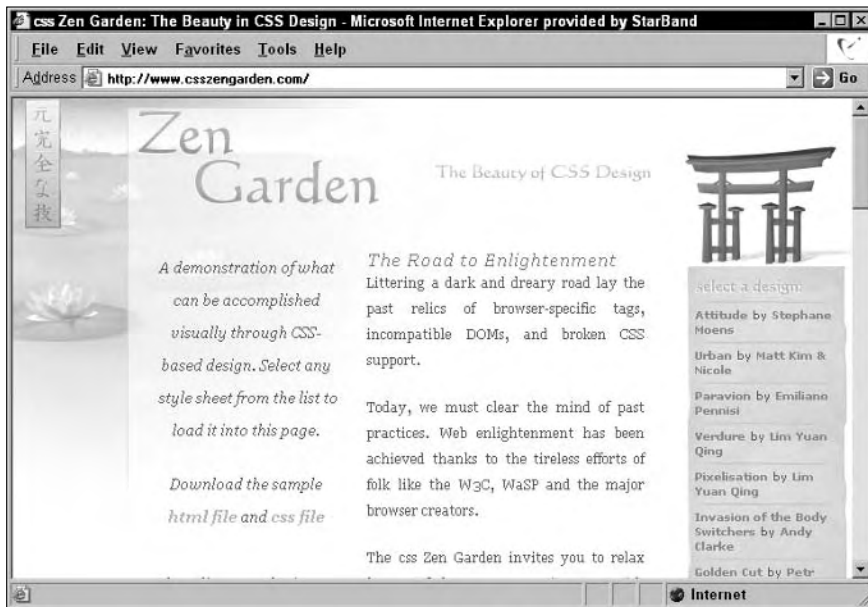 css Zen Garden: The Beauty in CSS Design - Microsoft Internet Explorer provided by StarBand
File Edit View Favorites Tools Help
Address http://www.csszengarden.com/ Go
元
完
全
な
技
Zen
Garden
The Beauty of CSS Design
A demonstration of what
can be accomplished
visually through CSS-
based design. Select any
style sheet from the list to
load it into this page.
Download the sample
html file and css file
The Road to Enlightenment
Littering a dark and dreary road lay the
past relics of browser-specific tags,
incompatible DOMs, and broken CSS
support.
Today, we must clear the mind of past
practices. Web enlightenment has been
achieved thanks to the tireless efforts of
folk like the W3C, WaSP and the major
browser creators.
The css Zen Garden invites you to relax
select a design:
Attitude by Stephane
Moens
Urban by Matt Kim &
Nicole
Paravion by Emiliano
Pennisi
Verdure by Lim Yuan
Qing
Pixelisation by Lim
Yuan Qing
Invasion of the Body
Switchers by Andy
Clarke
Golden Cut by Petr
Internet